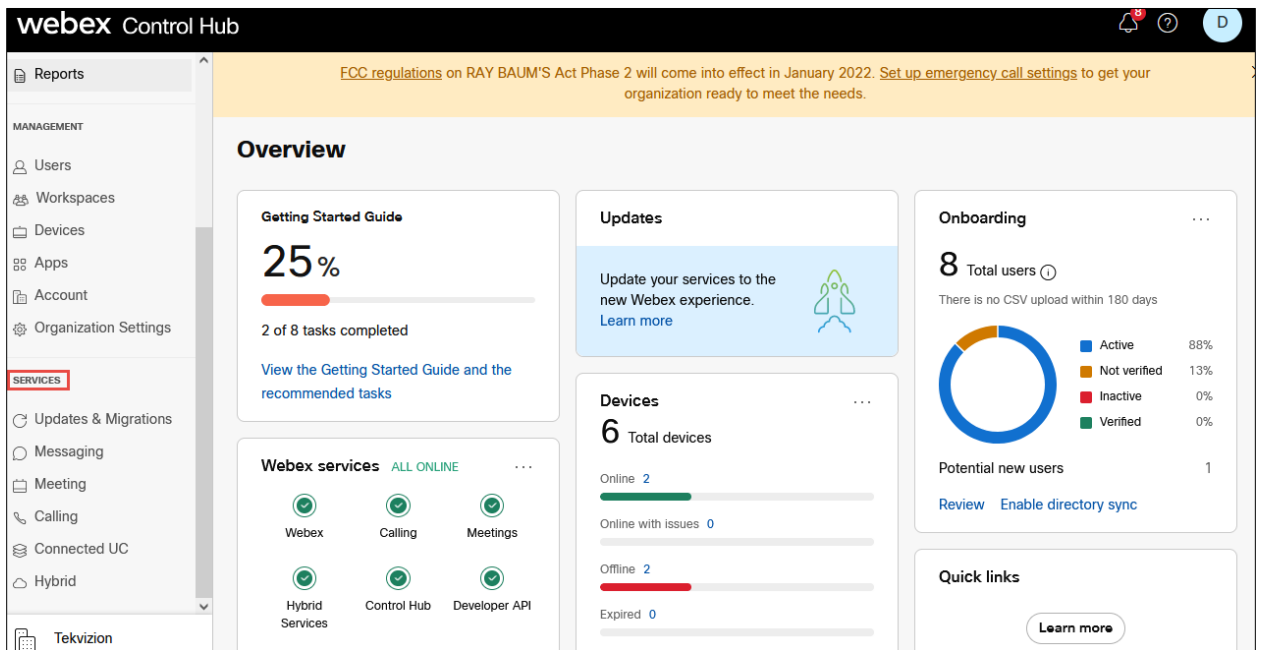 webex Control Hub
8
D
Reports
MANAGEMENT
Users
Workspaces
Devices
Apps
Account
Organization Settings
SERVICES
Updates & Migrations
Messaging
Meeting
Calling
Connected UC
Hybrid
Tekvizion
FCC regulations on RAY BAUM'S Act Phase 2 will come into effect in January 2022. Set up emergency call settings to get your
organization ready to meet the needs.
Overview
Getting Started Guide
25%
2 of 8 tasks completed
View the Getting Started Guide and the
recommended tasks
Webex services ALL ONLINE
Webex
Calling
Meetings
Hybrid
Services
Control Hub
Developer API
Updates
Update your services to the
new Webex experience.
Learn more
Devices
6 Total devices
Online 2
Online with issues 0
Offline 2
Expired 0
Onboarding
8 Total users
There is no CSV upload within 180 days
Active 88%
Not verified 13%
Inactive 0%
Verified 0%
Potential new users 1
Review Enable directory sync
Quick links
Learn more